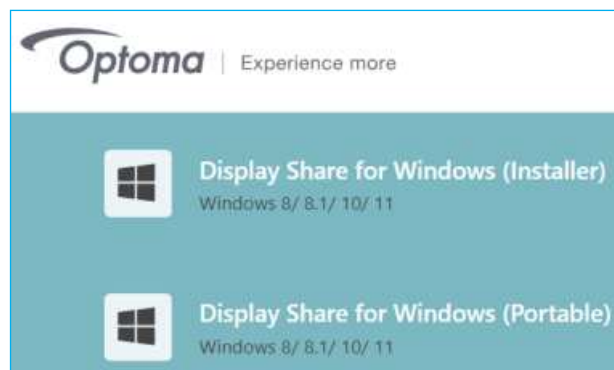 Optoma | Experience more
Display Share for Windows (Installer)
Windows 8/ 8.1/ 10/ 11
Display Share for Windows (Portable)
Windows 8/ 8.1/ 10/ 11